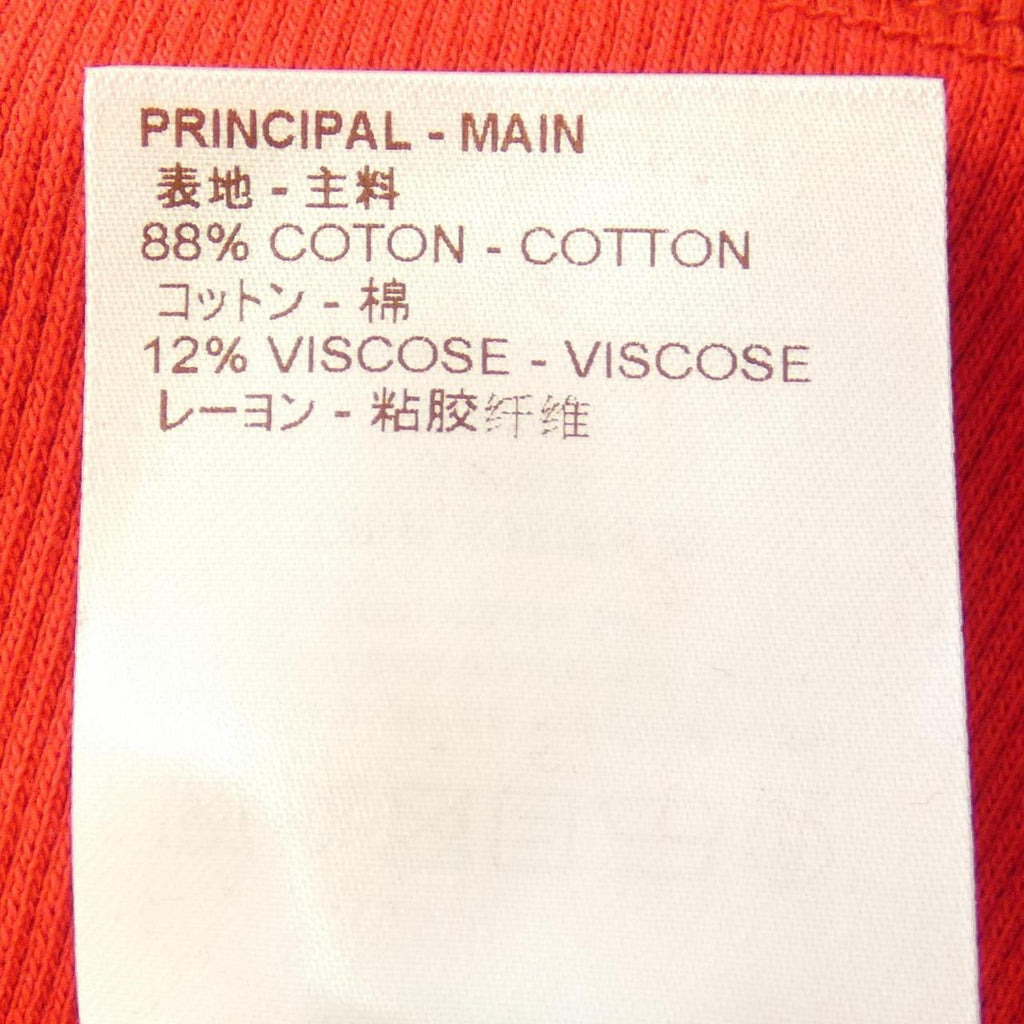 PRINCIPAL - MAIN
表地 - 主料
88% COTON - COTTON
コットン - 棉
12% VISCOSE - VISCOSE
レーヨン - 粘胶纤维